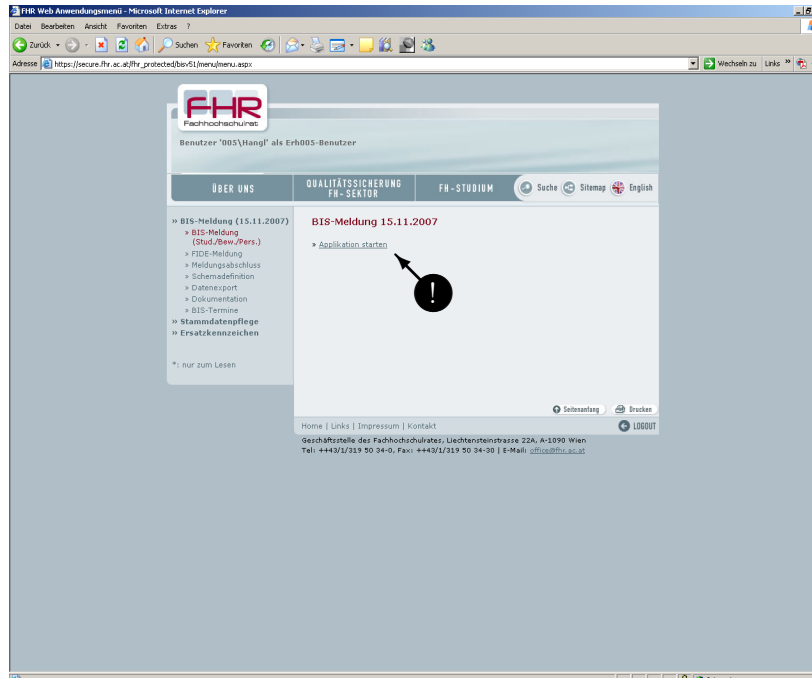 FHR Web Anwendungsmenü - Microsoft Internet Explorer
Datei Bearbeiten Ansicht Favoriten Extras ?
Zurück Suchen Favoriten
Adresse https://secure.fhr.ac.at/fhr_protected/bisv51/menu/menu.aspx Wechseln zu Links »
FHR
Fachhochschulrat
Benutzer '005\Hangl' als Erh005-Benutzer
ÜBER UNS
QUALITÄTSSICHERUNG
FH-SEKTOR
FH-STUDIUM
Suche Sitemap English
» BIS-Meldung (15.11.2007)
» BIS-Meldung
(Stud./Bew./Pers.)
» FIDE-Meldung
» Meldungsabschluss
» Schemadefinition
» Datenexport
» Dokumentation
» BIS-Termine
» Stammdatenpflege
» Ersatzkennzeichen
*: nur zum Lesen
BIS-Meldung 15.11.2007
» Applikation starten
!
Seitenanfang Drucken
Home | Links | Impressum | Kontakt LOGOUT
Geschäftsstelle des Fachhochschulrates, Liechtensteinstrasse 22A, A-1090 Wien
Tel: ++43/1/319 50 34-0, Fax: ++43/1/319 50 34-30 | E-Mail: office@fhr.ac.at